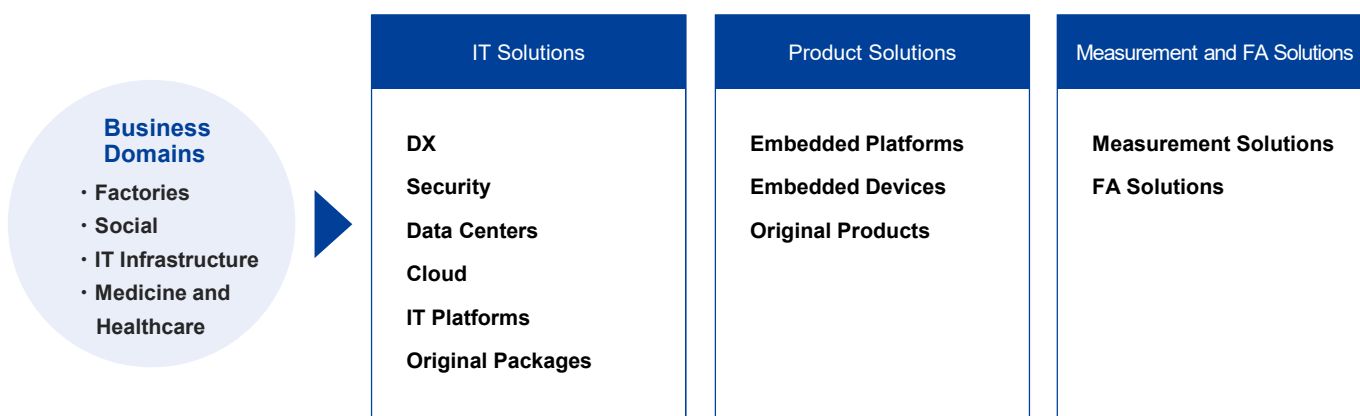 Business
Domains
・Factories
・Social
・IT Infrastructure
・Medicine and
Healthcare
IT Solutions
DX
Security
Data Centers
Cloud
IT Platforms
Original Packages
Product Solutions
Embedded Platforms
Embedded Devices
Original Products
Measurement and FA Solutions
Measurement Solutions
FA Solutions